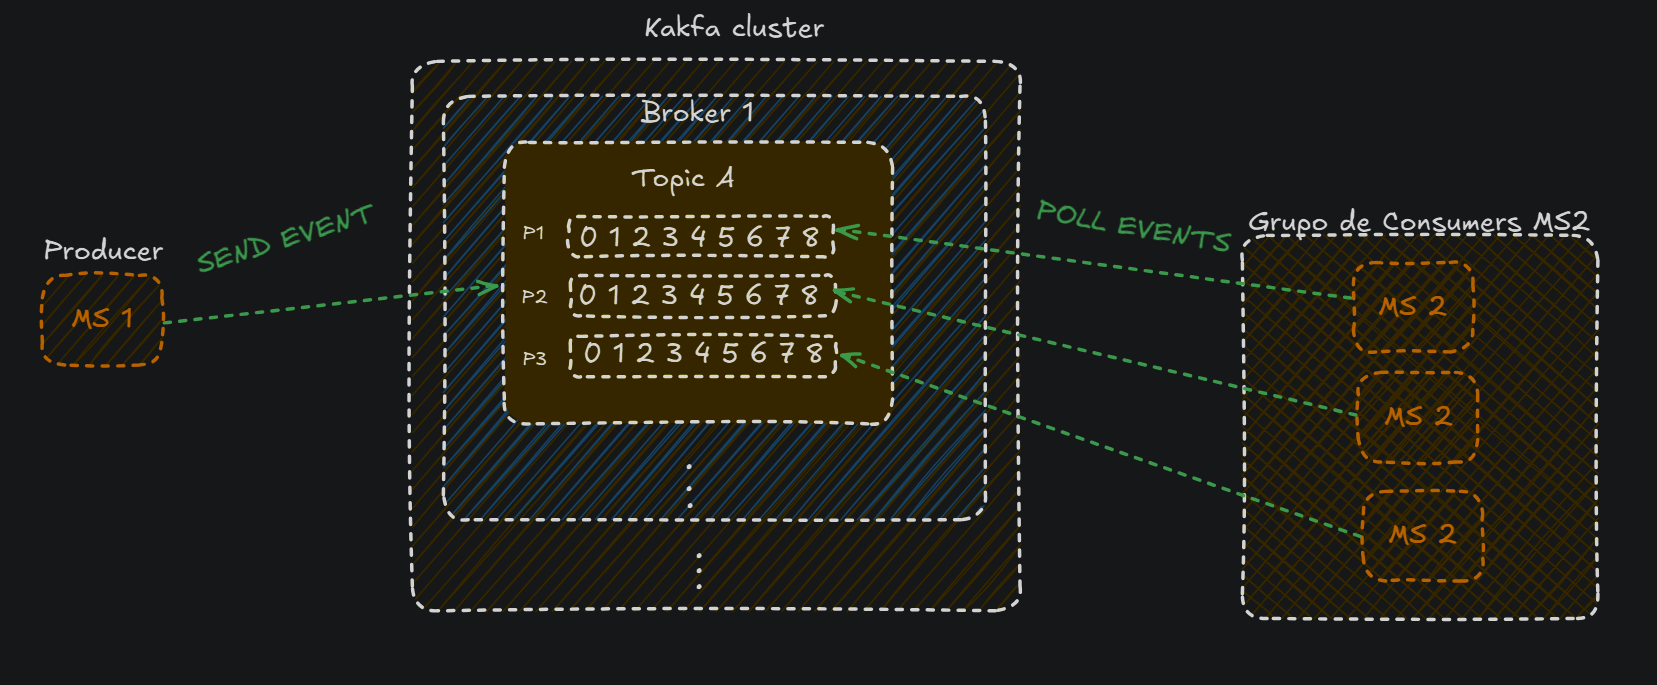 Kakfa cluster
Broker 1
Topic A
P1 0 1 2 3 4 5 6 7 8
P2 0 1 2 3 4 5 6 7 8
P3 0 1 2 3 4 5 6 7 8
Producer
MS 1
SEND EVENT
POLL EVENTS
Grupo de Consumers MS2
MS 2
MS 2
MS 2